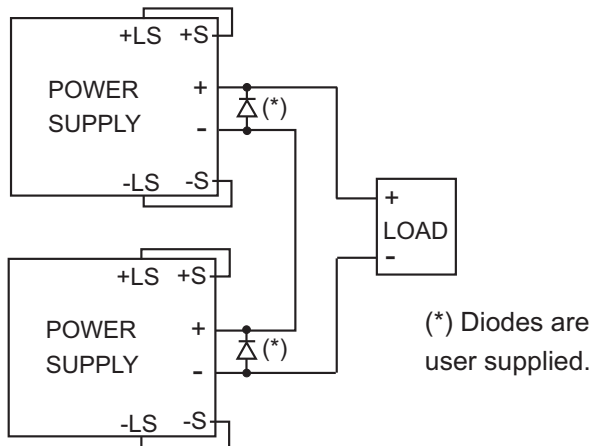 +LS +S
POWER
SUPPLY
+
-
(*)
-LS -S
+
LOAD
-
+LS +S
POWER
SUPPLY
+
-
(*)
-LS -S
(*) Diodes are
user supplied.